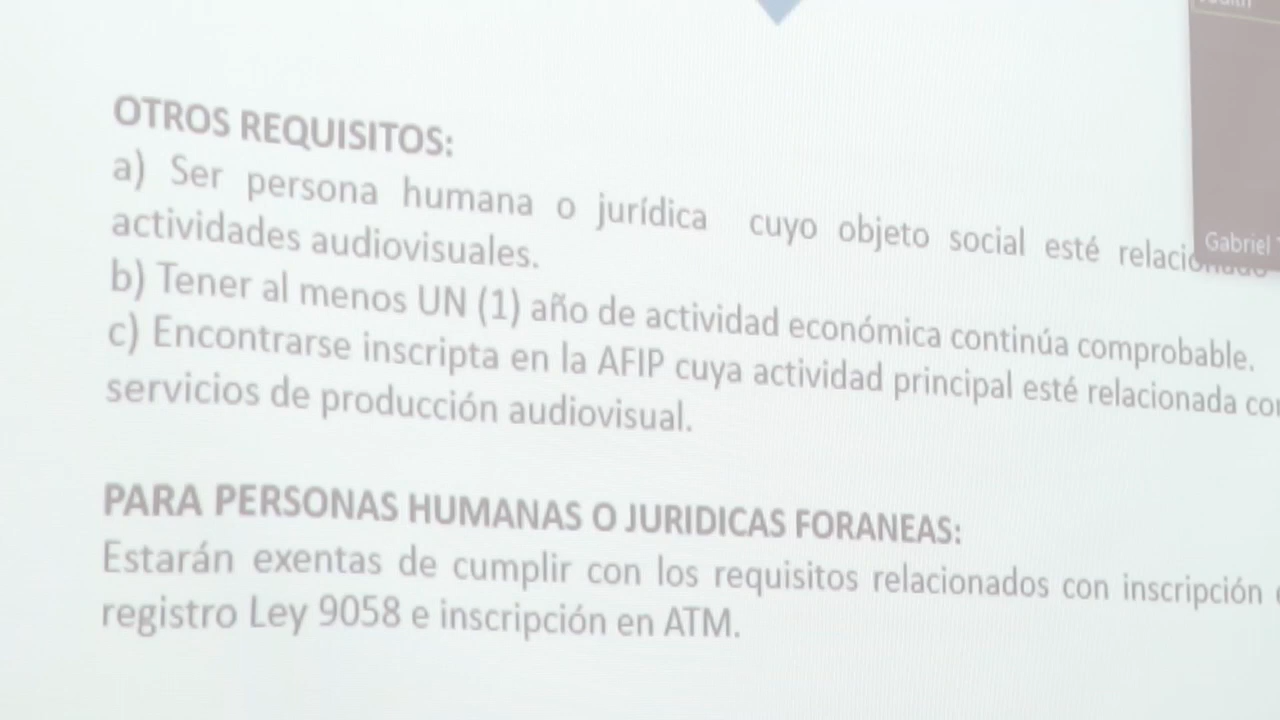 OTROS REQUISITOS:
a) Ser persona humana o jurídica cuyo objeto social esté relacionado
actividades audiovisuales.
b) Tener al menos UN (1) año de actividad económica continúa comprobable.
c) Encontrarse inscripta en la AFIP cuya actividad principal esté relacionada con
servicios de producción audiovisual.
PARA PERSONAS HUMANAS O JURIDICAS FORANEAS:
Estarán exentas de cumplir con los requisitos relacionados con inscripción
registro Ley 9058 e inscripción en ATM.
Gabriel